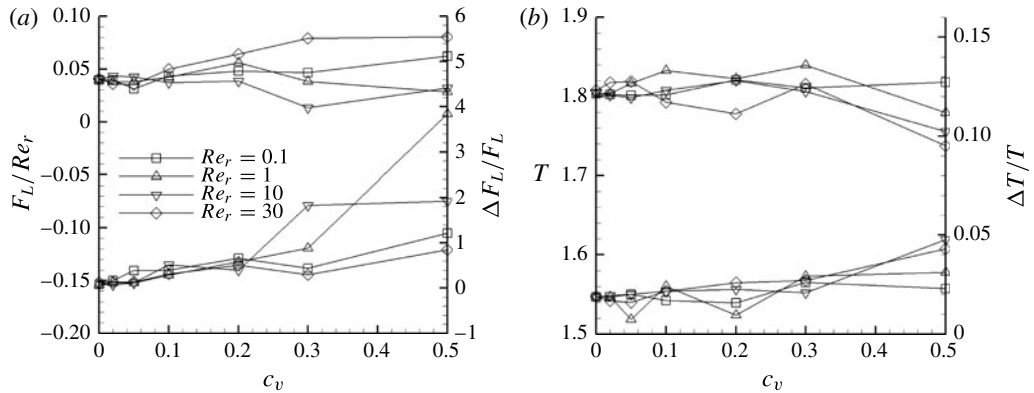 (a)
0.10
0.05
0
−0.05
−0.10
−0.15
−0.20
F_L/Re_r
6
5
4
3
2
1
0
−1
ΔF_L/F_L
Re_r = 0.1
Re_r = 1
Re_r = 10
Re_r = 30
0 0.1 0.2 0.3 0.4 0.5
c_v
(b)
1.9
1.8
1.7
1.6
1.5
T
0.15
0.10
0.05
0
ΔT/T
0 0.1 0.2 0.3 0.4 0.5
c_v